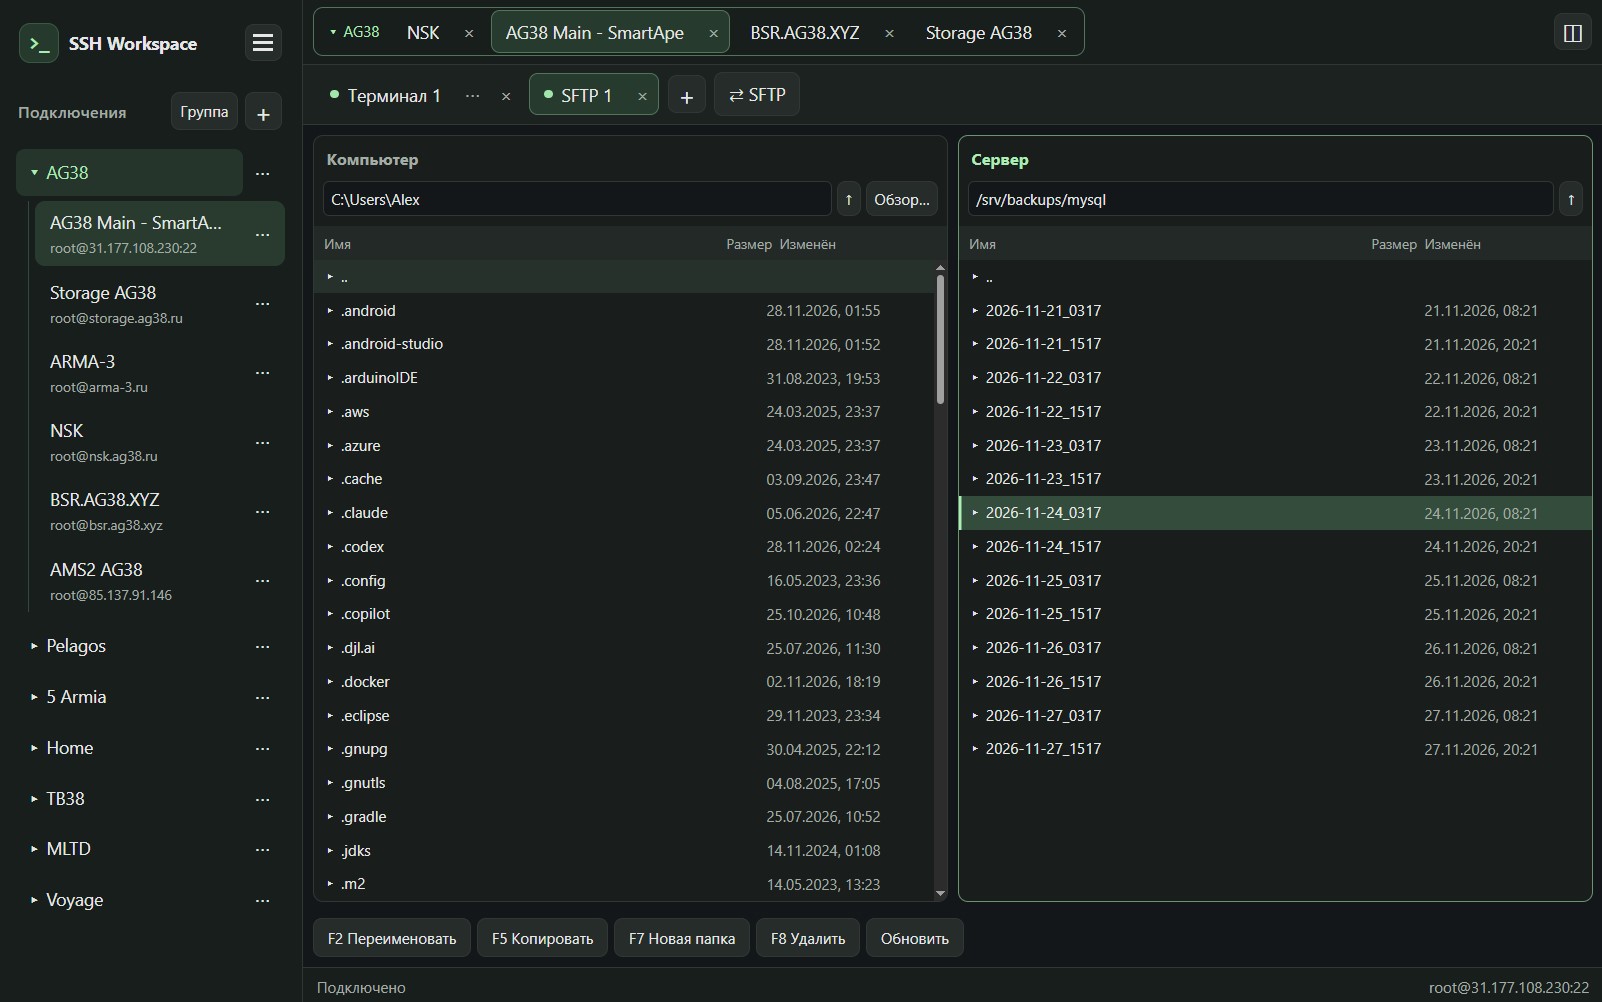 >_ SSH Workspace
Подключения Группа +
AG38 ...
AG38 Main - SmartA... ...
root@31.177.108.230:22
Storage AG38 ...
root@storage.ag38.ru
ARMA-3 ...
root@arma-3.ru
NSK ...
root@nsk.ag38.ru
BSR.AG38.XYZ ...
root@bsr.ag38.xyz
AMS2 AG38 ...
root@85.137.91.146
Pelagos ...
5 Armia ...
Home ...
TB38 ...
MLTD ...
Voyage ...
AG38 NSK × AG38 Main - SmartApe × BSR.AG38.XYZ × Storage AG38 ×
Терминал 1 ... × SFTP 1 × + ⇄ SFTP
Компьютер
C:\Users\Alex ↑ Обзор...
Имя Размер Изменён
..
.android 28.11.2026, 01:55
.android-studio 28.11.2026, 01:52
.arduinoIDE 31.08.2023, 19:53
.aws 24.03.2025, 23:37
.azure 24.03.2025, 23:37
.cache 03.09.2026, 23:47
.claude 05.06.2026, 22:47
.codex 28.11.2026, 02:24
.config 16.05.2023, 23:36
.copilot 25.10.2026, 10:48
.djl.ai 25.07.2026, 11:30
.docker 02.11.2026, 18:19
.eclipse 29.11.2023, 23:34
.gnupg 30.04.2025, 22:12
.gnutls 04.08.2025, 17:05
.gradle 25.07.2026, 10:52
.jdks 14.11.2024, 01:08
.m2 14.05.2023, 13:23
Сервер
/srv/backups/mysql ↑
Имя Размер Изменён
..
2026-11-21_0317 21.11.2026, 08:21
2026-11-21_1517 21.11.2026, 20:21
2026-11-22_0317 22.11.2026, 08:21
2026-11-22_1517 22.11.2026, 20:21
2026-11-23_0317 23.11.2026, 08:21
2026-11-23_1517 23.11.2026, 20:21
2026-11-24_0317 24.11.2026, 08:21
2026-11-24_1517 24.11.2026, 20:21
2026-11-25_0317 25.11.2026, 08:21
2026-11-25_1517 25.11.2026, 20:21
2026-11-26_0317 26.11.2026, 08:21
2026-11-26_1517 26.11.2026, 20:21
2026-11-27_0317 27.11.2026, 08:21
2026-11-27_1517 27.11.2026, 20:21
F2 Переименовать F5 Копировать F7 Новая папка F8 Удалить Обновить
Подключено root@31.177.108.230:22